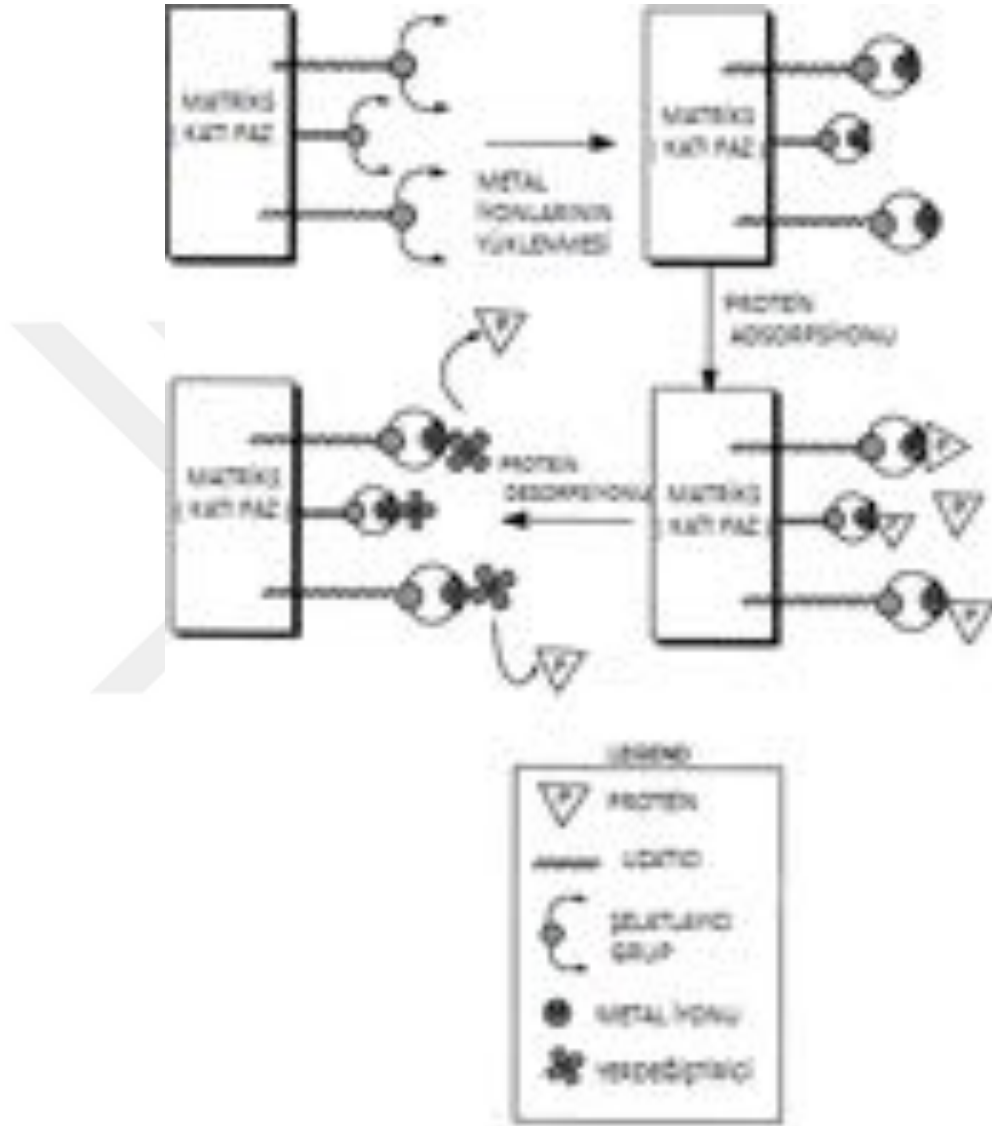 MATRİKS
( KATI FAZ )
METAL
İYONLARININ
YÜKLENMESİ
MATRİKS
( KATI FAZ )
PROTEİN
ADSORPSİYONU
MATRİKS
( KATI FAZ )
P
P
P
PROTEİN
DESORPSİYONU
MATRİKS
( KATI FAZ )
P
P
LEGEND
P PROTEİN
UZATICI
ŞELATLAYICI
GRUP
METAL İYONU
YERDEĞİŞTİRİCİ